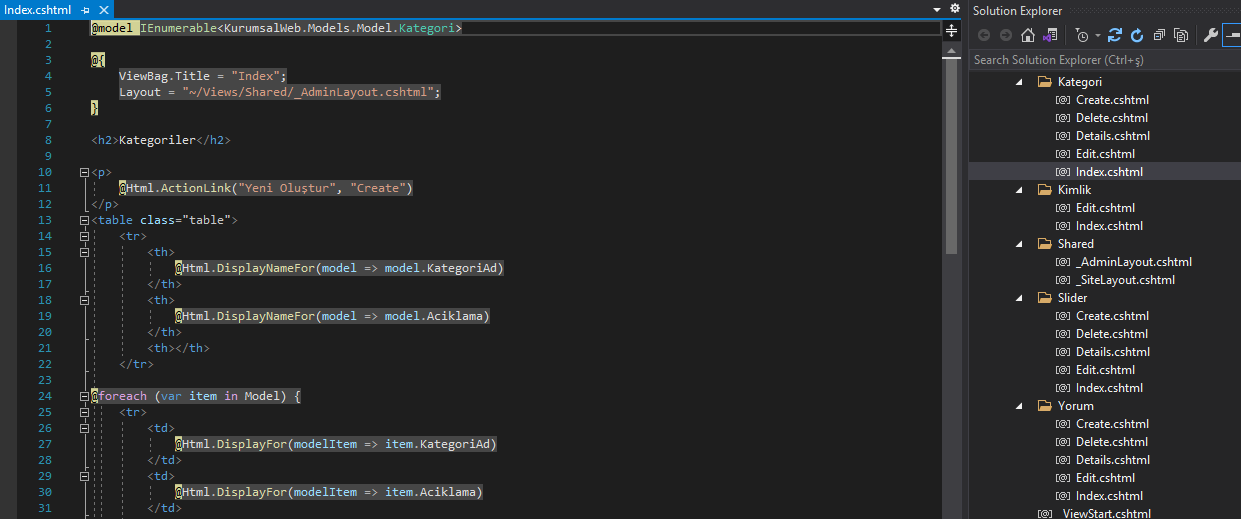 Index.cshtml
1 @model IEnumerable<KurumsalWeb.Models.Model.Kategori>
2
3 @{
4 ViewBag.Title = "Index";
5 Layout = "~/Views/Shared/_AdminLayout.cshtml";
6 }
7
8 <h2>Kategoriler</h2>
9
10 <p>
11 @Html.ActionLink("Yeni Oluştur", "Create")
12 </p>
13 <table class="table">
14 <tr>
15 <th>
16 @Html.DisplayNameFor(model => model.KategoriAd)
17 </th>
18 <th>
19 @Html.DisplayNameFor(model => model.Aciklama)
20 </th>
21 <th></th>
22 </tr>
23
24 @foreach (var item in Model) {
25 <tr>
26 <td>
27 @Html.DisplayFor(modelItem => item.KategoriAd)
28 </td>
29 <td>
30 @Html.DisplayFor(modelItem => item.Aciklama)
31 </td>
Solution Explorer
Search Solution Explorer (Ctrl+ş)
Kategori
Create.cshtml
Delete.cshtml
Details.cshtml
Edit.cshtml
Index.cshtml
Kimlik
Edit.cshtml
Index.cshtml
Shared
_AdminLayout.cshtml
_SiteLayout.cshtml
Slider
Create.cshtml
Delete.cshtml
Details.cshtml
Edit.cshtml
Index.cshtml
Yorum
Create.cshtml
Delete.cshtml
Details.cshtml
Edit.cshtml
Index.cshtml
_ViewStart.cshtml